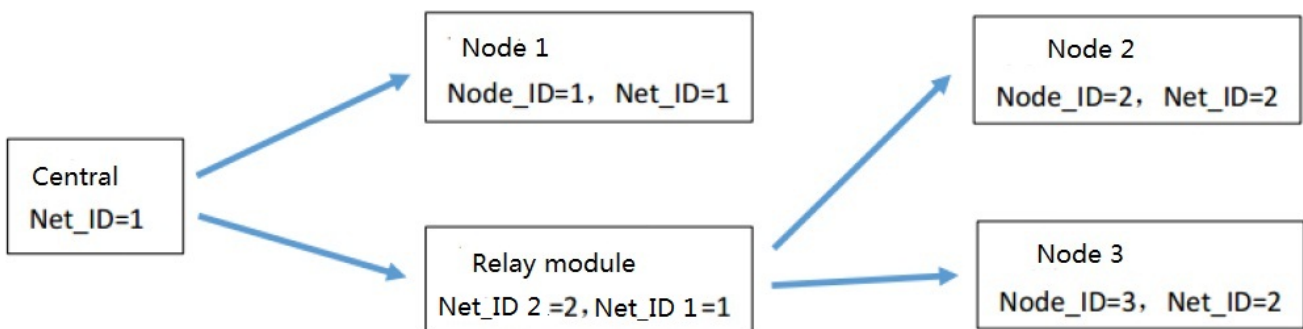 Node 1
Node_ID=1，Net_ID=1
Node 2
Node_ID=2，Net_ID=2
Central
Net_ID=1
Relay module
Net_ID 2 =2，Net_ID 1 =1
Node 3
Node_ID=3，Net_ID=2